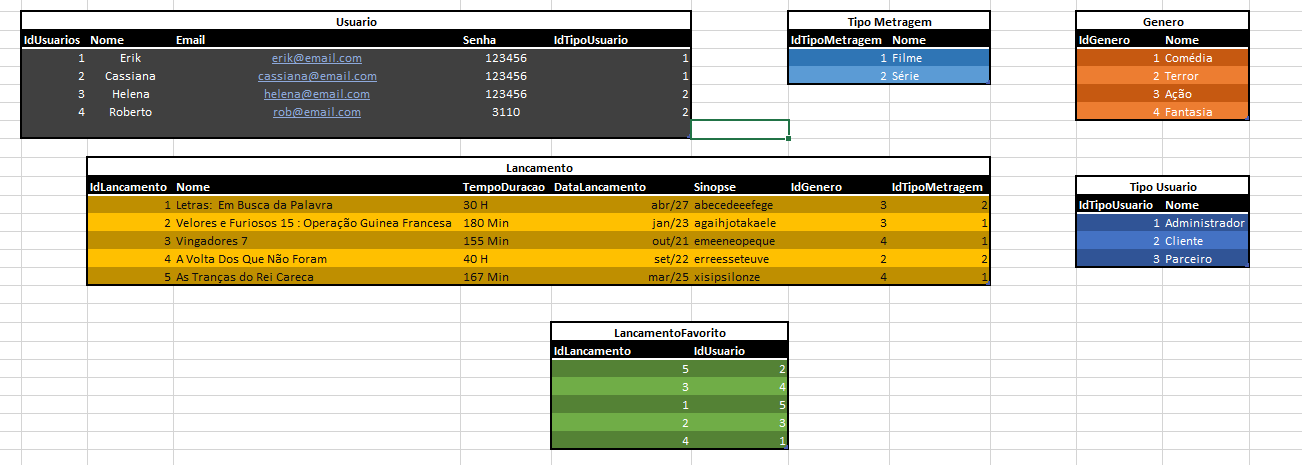 Usuario
IdUsuarios Nome Email Senha IdTipoUsuario
1 Erik erik@email.com 123456 1
2 Cassiana cassiana@email.com 123456 1
3 Helena helena@email.com 123456 2
4 Roberto rob@email.com 3110 2
Tipo Metragem
IdTipoMetragem Nome
1 Filme
2 Série
Genero
IdGenero Nome
1 Comédia
2 Terror
3 Ação
4 Fantasia
Lancamento
IdLancamento Nome TempoDuracao DataLancamento Sinopse IdGenero IdTipoMetragem
1 Letras: Em Busca da Palavra 30 H abr/27 abecedeeefege 3 2
2 Velores e Furiosos 15 : Operação Guinea Francesa 180 Min jan/23 agaihjotakaele 3 1
3 Vingadores 7 155 Min out/21 emeeneopeque 4 1
4 A Volta Dos Que Não Foram 40 H set/22 erreesseteuve 2 2
5 As Tranças do Rei Careca 167 Min mar/25 xisipsilonze 4 1
Tipo Usuario
IdTipoUsuario Nome
1 Administrador
2 Cliente
3 Parceiro
LancamentoFavorito
IdLancamento IdUsuario
5 2
3 4
1 5
2 3
4 1